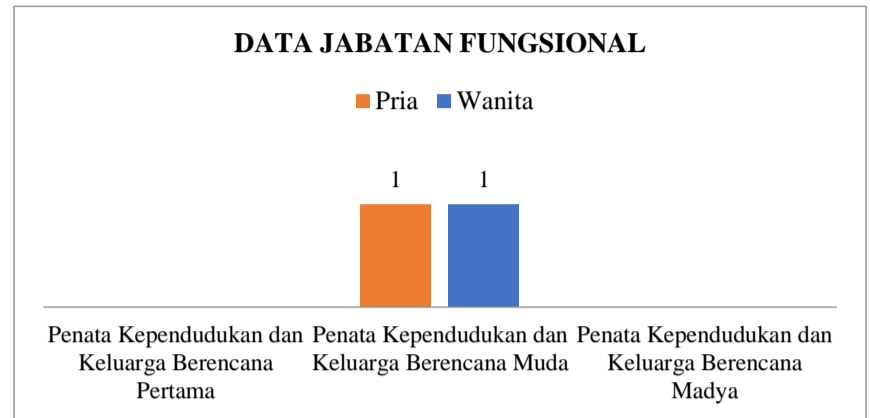 DATA JABATAN FUNGSIONAL
Pria Wanita
1 1
Penata Kependudukan dan
Keluarga Berencana
Pertama
Penata Kependudukan dan
Keluarga Berencana Muda
Penata Kependudukan dan
Keluarga Berencana
Madya